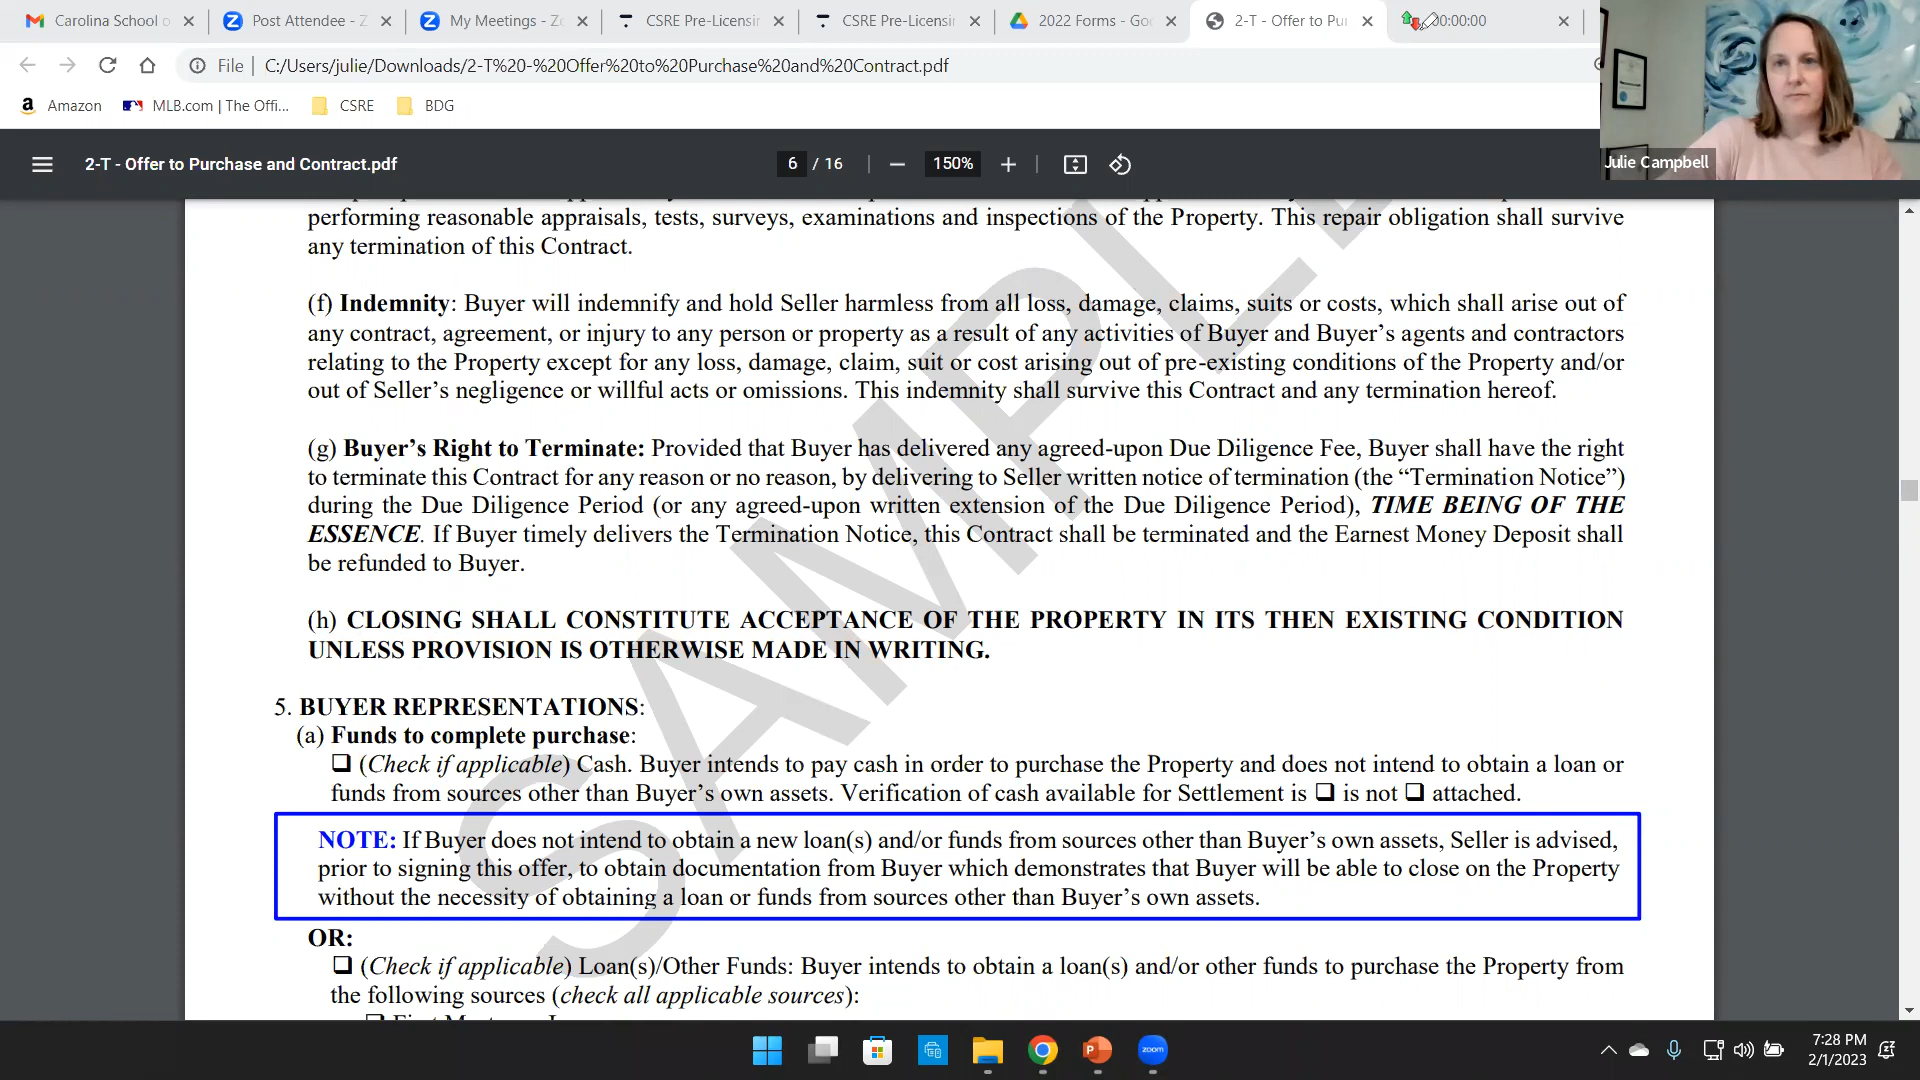 Carolina School o
Post Attendee - Z
My Meetings - Zo
CSRE Pre-Licensin
CSRE Pre-Licensin
2022 Forms - Goo
2-T - Offer to Pur
00:00:00
File
C:/Users/julie/Downloads/2-T%20-%20Offer%20to%20Purchase%20and%20Contract.pdf
Amazon
MLB.com | The Offi...
CSRE
BDG
2-T - Offer to Purchase and Contract.pdf
6 / 16
150%
Julie Campbell
performing reasonable appraisals, tests, surveys, examinations and inspections of the Property. This repair obligation shall survive
any termination of this Contract.
(f) Indemnity: Buyer will indemnify and hold Seller harmless from all loss, damage, claims, suits or costs, which shall arise out of
any contract, agreement, or injury to any person or property as a result of any activities of Buyer and Buyer's agents and contractors
relating to the Property except for any loss, damage, claim, suit or cost arising out of pre-existing conditions of the Property and/or
out of Seller's negligence or willful acts or omissions. This indemnity shall survive this Contract and any termination hereof.
(g) Buyer's Right to Terminate: Provided that Buyer has delivered any agreed-upon Due Diligence Fee, Buyer shall have the right
to terminate this Contract for any reason or no reason, by delivering to Seller written notice of termination (the “Termination Notice”)
during the Due Diligence Period (or any agreed-upon written extension of the Due Diligence Period), TIME BEING OF THE
ESSENCE. If Buyer timely delivers the Termination Notice, this Contract shall be terminated and the Earnest Money Deposit shall
be refunded to Buyer.
(h) CLOSING SHALL CONSTITUTE ACCEPTANCE OF THE PROPERTY IN ITS THEN EXISTING CONDITION
UNLESS PROVISION IS OTHERWISE MADE IN WRITING.
5. BUYER REPRESENTATIONS:
(a) Funds to complete purchase:
❑ (Check if applicable) Cash. Buyer intends to pay cash in order to purchase the Property and does not intend to obtain a loan or
funds from sources other than Buyer's own assets. Verification of cash available for Settlement is ❑ is not ❑ attached.
NOTE: If Buyer does not intend to obtain a new loan(s) and/or funds from sources other than Buyer's own assets, Seller is advised,
prior to signing this offer, to obtain documentation from Buyer which demonstrates that Buyer will be able to close on the Property
without the necessity of obtaining a loan or funds from sources other than Buyer's own assets.
OR:
❑ (Check if applicable) Loan(s)/Other Funds: Buyer intends to obtain a loan(s) and/or other funds to purchase the Property from
the following sources (check all applicable sources):
SAMPLE
zoom
7:28 PM
2/1/2023